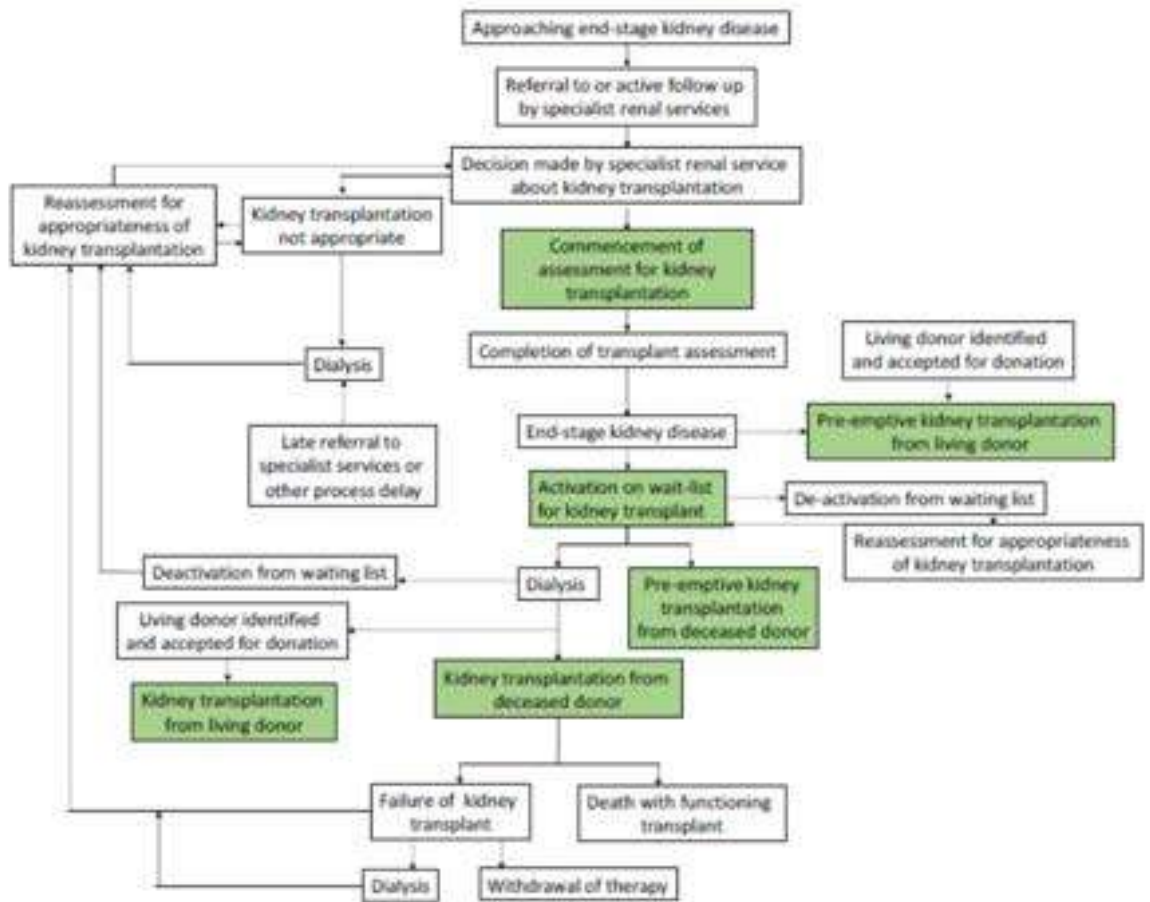 Approaching end-stage kidney disease
Referral to or active follow up
by specialist renal services
Decision made by specialist renal service
about kidney transplantation
Reassessment for
appropriateness of
kidney transplantation
Kidney transplantation
not appropriate
Commencement of
assessment for kidney
transplantation
Completion of transplant assessment
Living donor identified
and accepted for donation
Dialysis
End-stage kidney disease
Pre-emptive kidney transplantation
from living donor
Late referral to
specialist services or
other process delay
Activation on wait-list
for kidney transplant
De-activation from waiting list
Reassessment for appropriateness
of kidney transplantation
Deactivation from waiting list
Dialysis
Pre-emptive kidney
transplantation
from deceased donor
Living donor identified
and accepted for donation
Kidney transplantation
from living donor
Kidney transplantation from
deceased donor
Failure of kidney
transplant
Death with functioning
transplant
Dialysis
Withdrawal of therapy